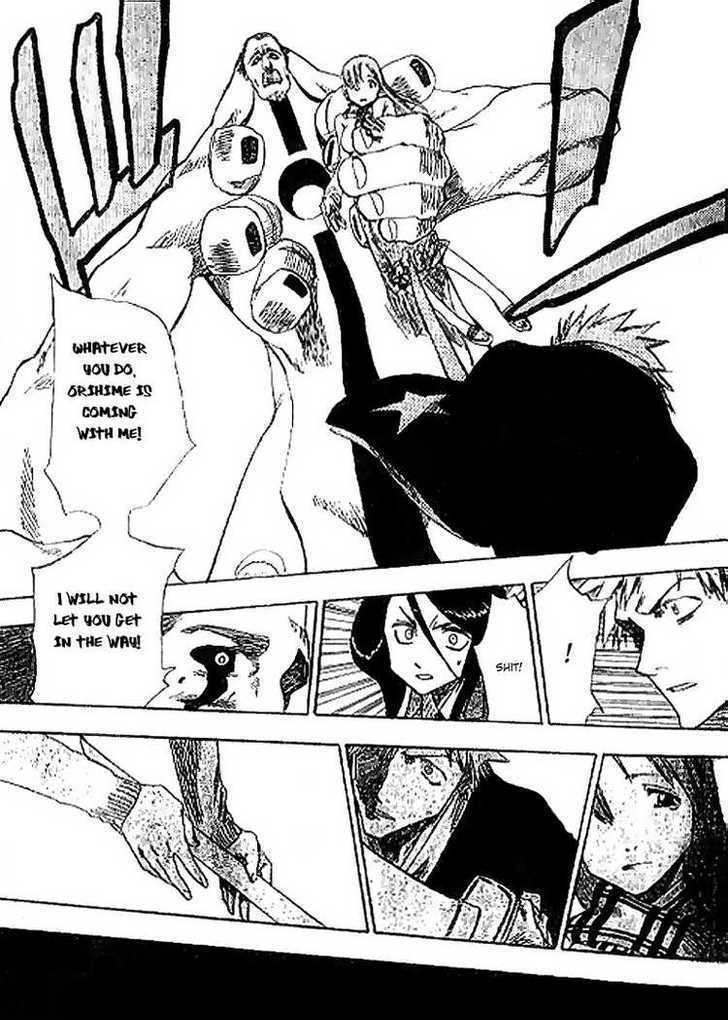 WHATEVER
YOU DO,
ORIHIME IS
COMING
WITH ME!
I WILL NOT
LET YOU GET
IN THE WAY!
!
SHIT!